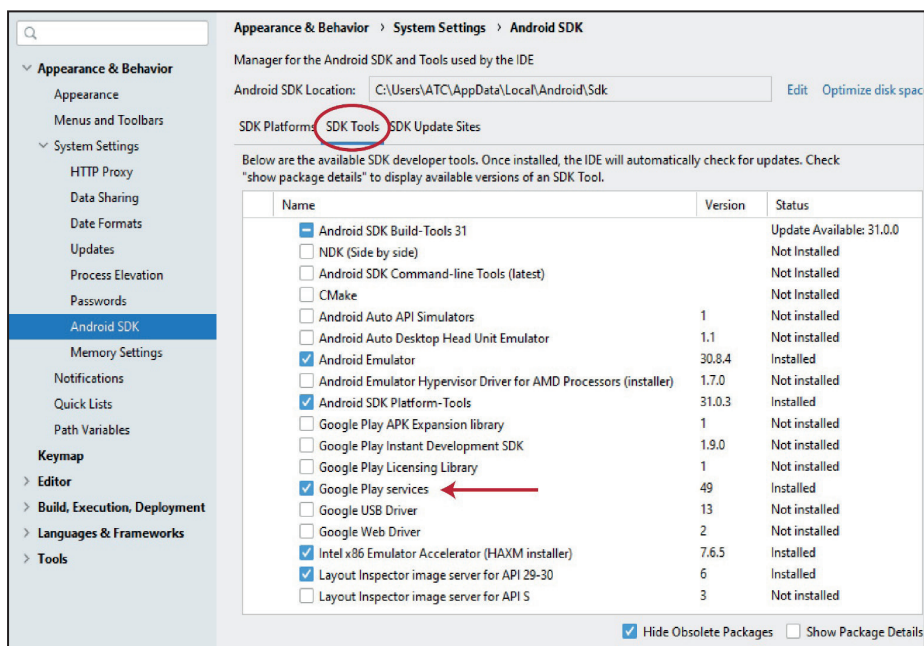 Appearance & Behavior
Appearance
Menus and Toolbars
System Settings
HTTP Proxy
Data Sharing
Date Formats
Updates
Process Elevation
Passwords
Android SDK
Memory Settings
Notifications
Quick Lists
Path Variables
Keymap
Editor
Build, Execution, Deployment
Languages & Frameworks
Tools
Appearance & Behavior > System Settings > Android SDK
Manager for the Android SDK and Tools used by the IDE
Android SDK Location: C:\Users\ATC\AppData\Local\Android\Sdk Edit Optimize disk spac
SDK Platforms SDK Tools SDK Update Sites
Below are the available SDK developer tools. Once installed, the IDE will automatically check for updates. Check
"show package details" to display available versions of an SDK Tool.
Name Version Status
Android SDK Build-Tools 31 Update Available: 31.0.0
NDK (Side by side) Not Installed
Android SDK Command-line Tools (latest) Not Installed
CMake Not Installed
Android Auto API Simulators 1 Not installed
Android Auto Desktop Head Unit Emulator 1.1 Not installed
Android Emulator 30.8.4 Installed
Android Emulator Hypervisor Driver for AMD Processors (installer) 1.7.0 Not installed
Android SDK Platform-Tools 31.0.3 Installed
Google Play APK Expansion library 1 Not installed
Google Play Instant Development SDK 1.9.0 Not installed
Google Play Licensing Library 1 Not installed
Google Play services 49 Installed
Google USB Driver 13 Not installed
Google Web Driver 2 Not installed
Intel x86 Emulator Accelerator (HAXM installer) 7.6.5 Installed
Layout Inspector image server for API 29-30 6 Installed
Layout Inspector image server for API S 3 Not installed
Hide Obsolete Packages Show Package Details